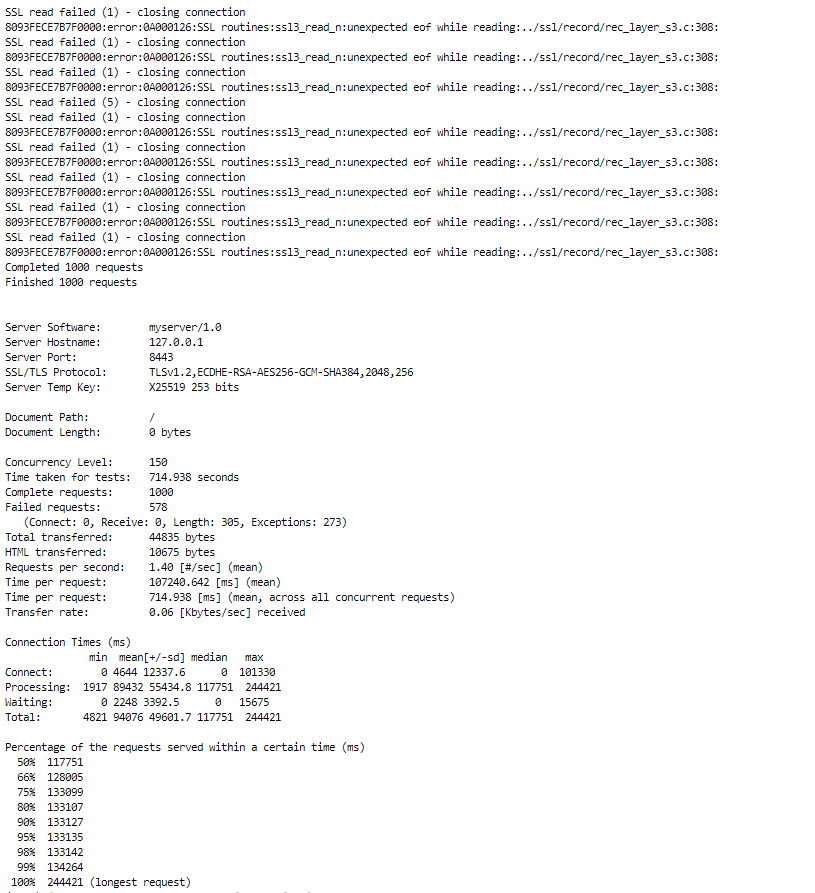 SSL read failed (1) - closing connection
8093FECE7B7F0000:error:0A000126:SSL routines:ssl3_read_n:unexpected eof while reading:../ssl/record/rec_layer_s3.c:308:
SSL read failed (1) - closing connection
8093FECE7B7F0000:error:0A000126:SSL routines:ssl3_read_n:unexpected eof while reading:../ssl/record/rec_layer_s3.c:308:
SSL read failed (1) - closing connection
8093FECE7B7F0000:error:0A000126:SSL routines:ssl3_read_n:unexpected eof while reading:../ssl/record/rec_layer_s3.c:308:
SSL read failed (5) - closing connection
SSL read failed (1) - closing connection
8093FECE7B7F0000:error:0A000126:SSL routines:ssl3_read_n:unexpected eof while reading:../ssl/record/rec_layer_s3.c:308:
SSL read failed (1) - closing connection
8093FECE7B7F0000:error:0A000126:SSL routines:ssl3_read_n:unexpected eof while reading:../ssl/record/rec_layer_s3.c:308:
SSL read failed (1) - closing connection
8093FECE7B7F0000:error:0A000126:SSL routines:ssl3_read_n:unexpected eof while reading:../ssl/record/rec_layer_s3.c:308:
SSL read failed (1) - closing connection
8093FECE7B7F0000:error:0A000126:SSL routines:ssl3_read_n:unexpected eof while reading:../ssl/record/rec_layer_s3.c:308:
SSL read failed (1) - closing connection
8093FECE7B7F0000:error:0A000126:SSL routines:ssl3_read_n:unexpected eof while reading:../ssl/record/rec_layer_s3.c:308:
Completed 1000 requests
Finished 1000 requests
Server Software:        myserver/1.0
Server Hostname:        127.0.0.1
Server Port:            8443
SSL/TLS Protocol:       TLSv1.2,ECDHE-RSA-AES256-GCM-SHA384,2048,256
Server Temp Key:        X25519 253 bits
Document Path:          /
Document Length:        0 bytes
Concurrency Level:      150
Time taken for tests:   714.938 seconds
Complete requests:      1000
Failed requests:        578
   (Connect: 0, Receive: 0, Length: 305, Exceptions: 273)
Total transferred:      44835 bytes
HTML transferred:       10675 bytes
Requests per second:    1.40 [#/sec] (mean)
Time per request:       107240.642 [ms] (mean)
Time per request:       714.938 [ms] (mean, across all concurrent requests)
Transfer rate:          0.06 [Kbytes/sec] received
Connection Times (ms)
              min  mean[+/-sd] median   max
Connect:        0 4644 12337.6      0  101330
Processing:  1917 89432 55434.8 117751  244421
Waiting:        0 2248 3392.5      0   15675
Total:       4821 94076 49601.7 117751  244421
Percentage of the requests served within a certain time (ms)
  50%  117751
  66%  128005
  75%  133099
  80%  133107
  90%  133127
  95%  133135
  98%  133142
  99%  134264
 100%  244421 (longest request)